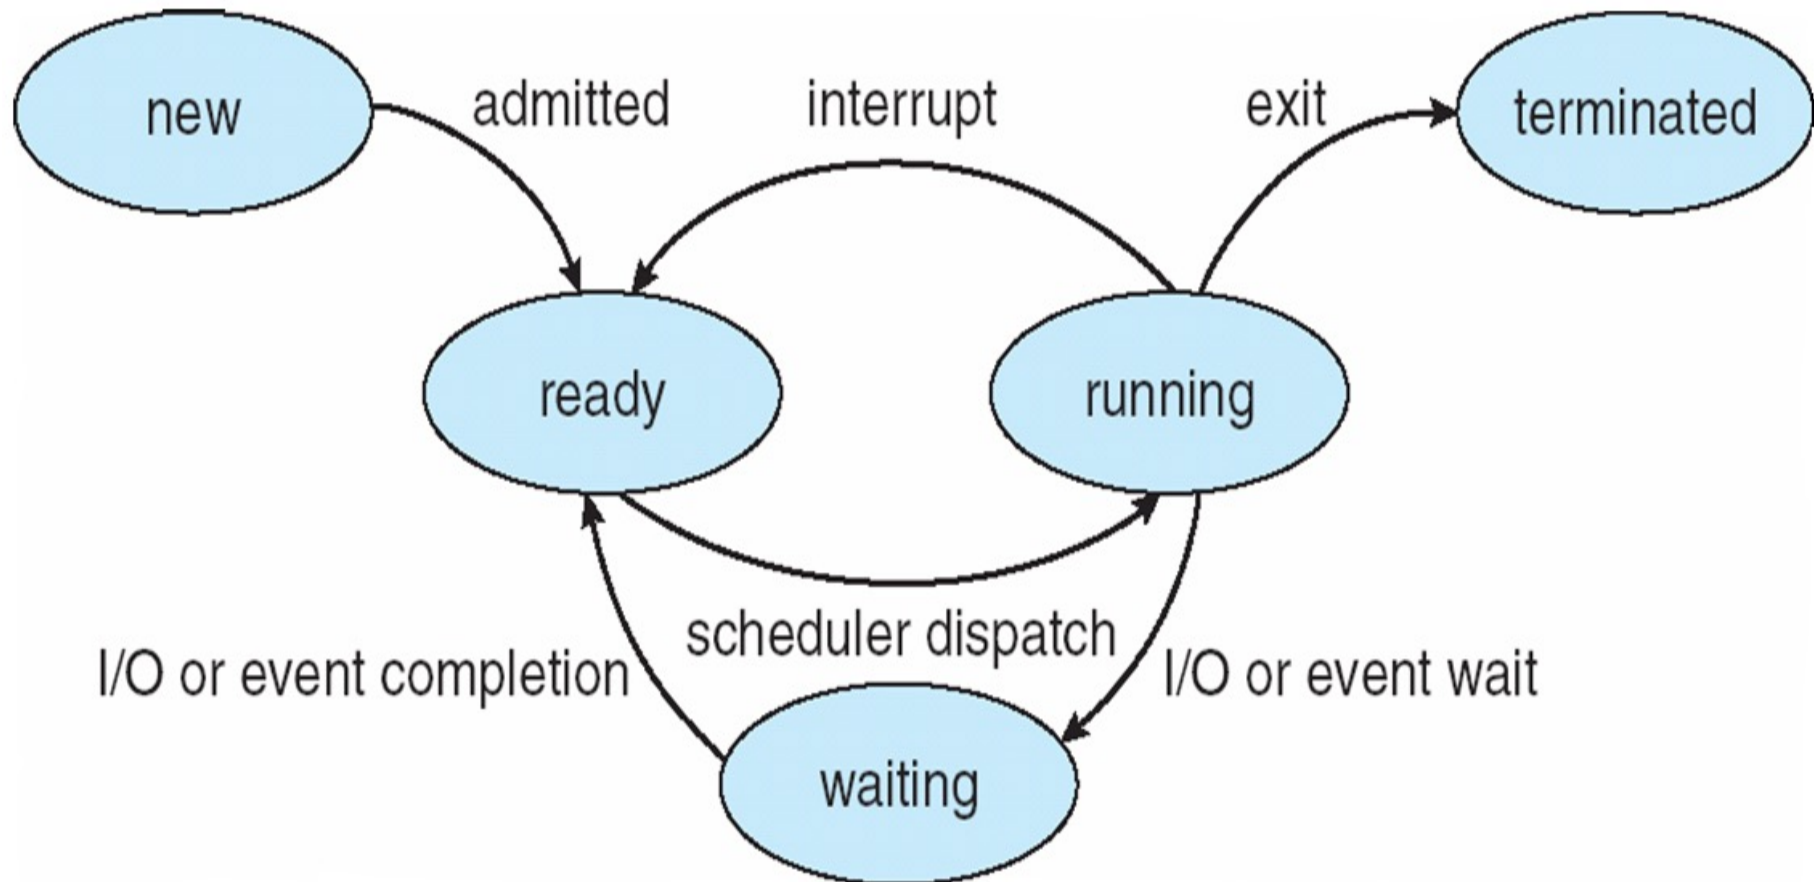 new
admitted
interrupt
exit
terminated
ready
running
scheduler dispatch
I/O or event completion
I/O or event wait
waiting